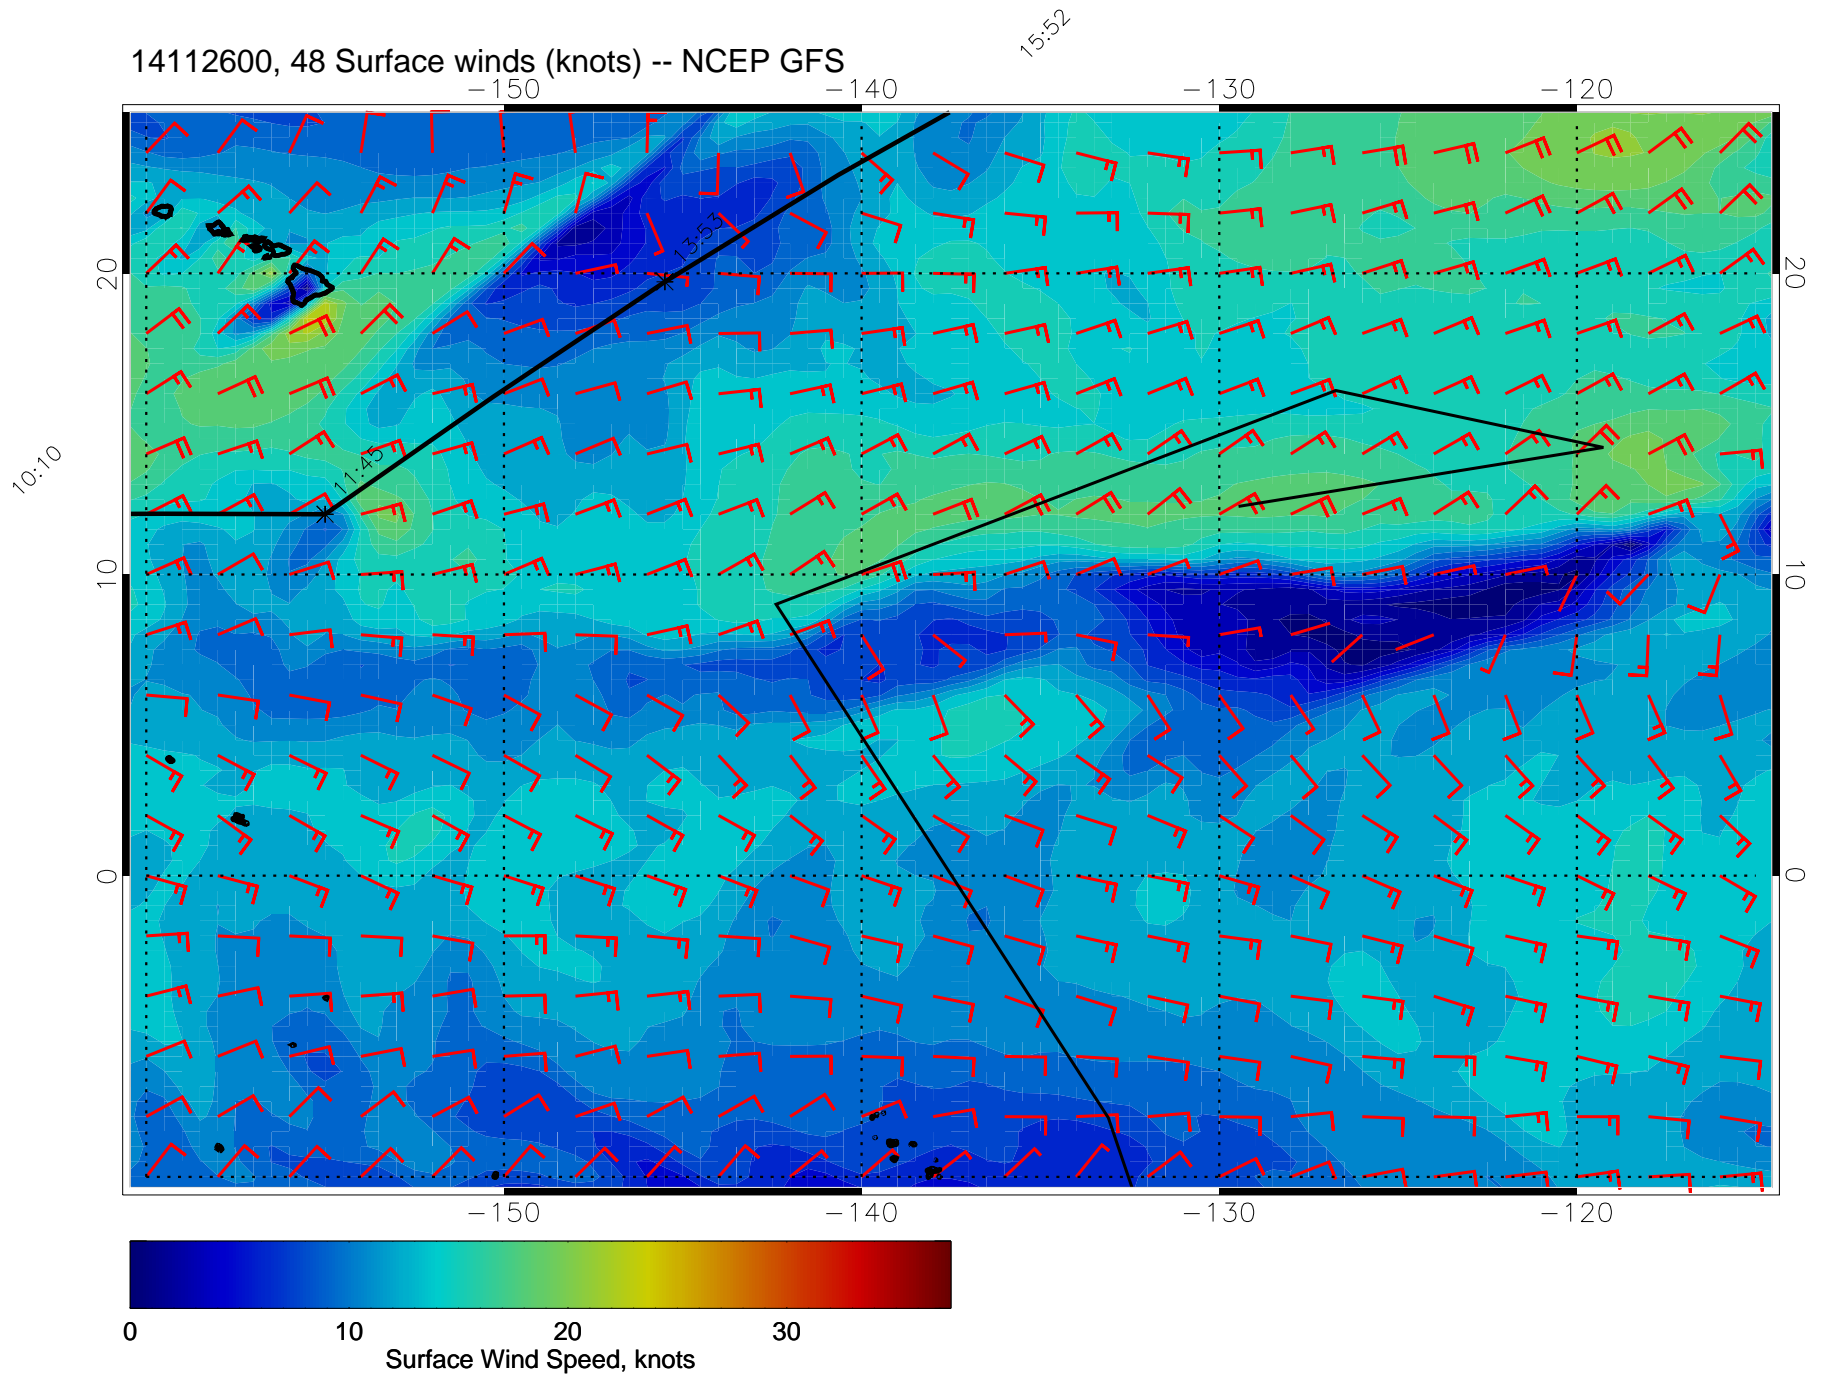 15:52
14112600, 48 Surface winds (knots) -- NCEP GFS
-150 -140 -130 -120
13:53
20 20
11:45
10:10
10 10
0 0
-150 -140 -130 -120
0 10 20 30
Surface Wind Speed, knots